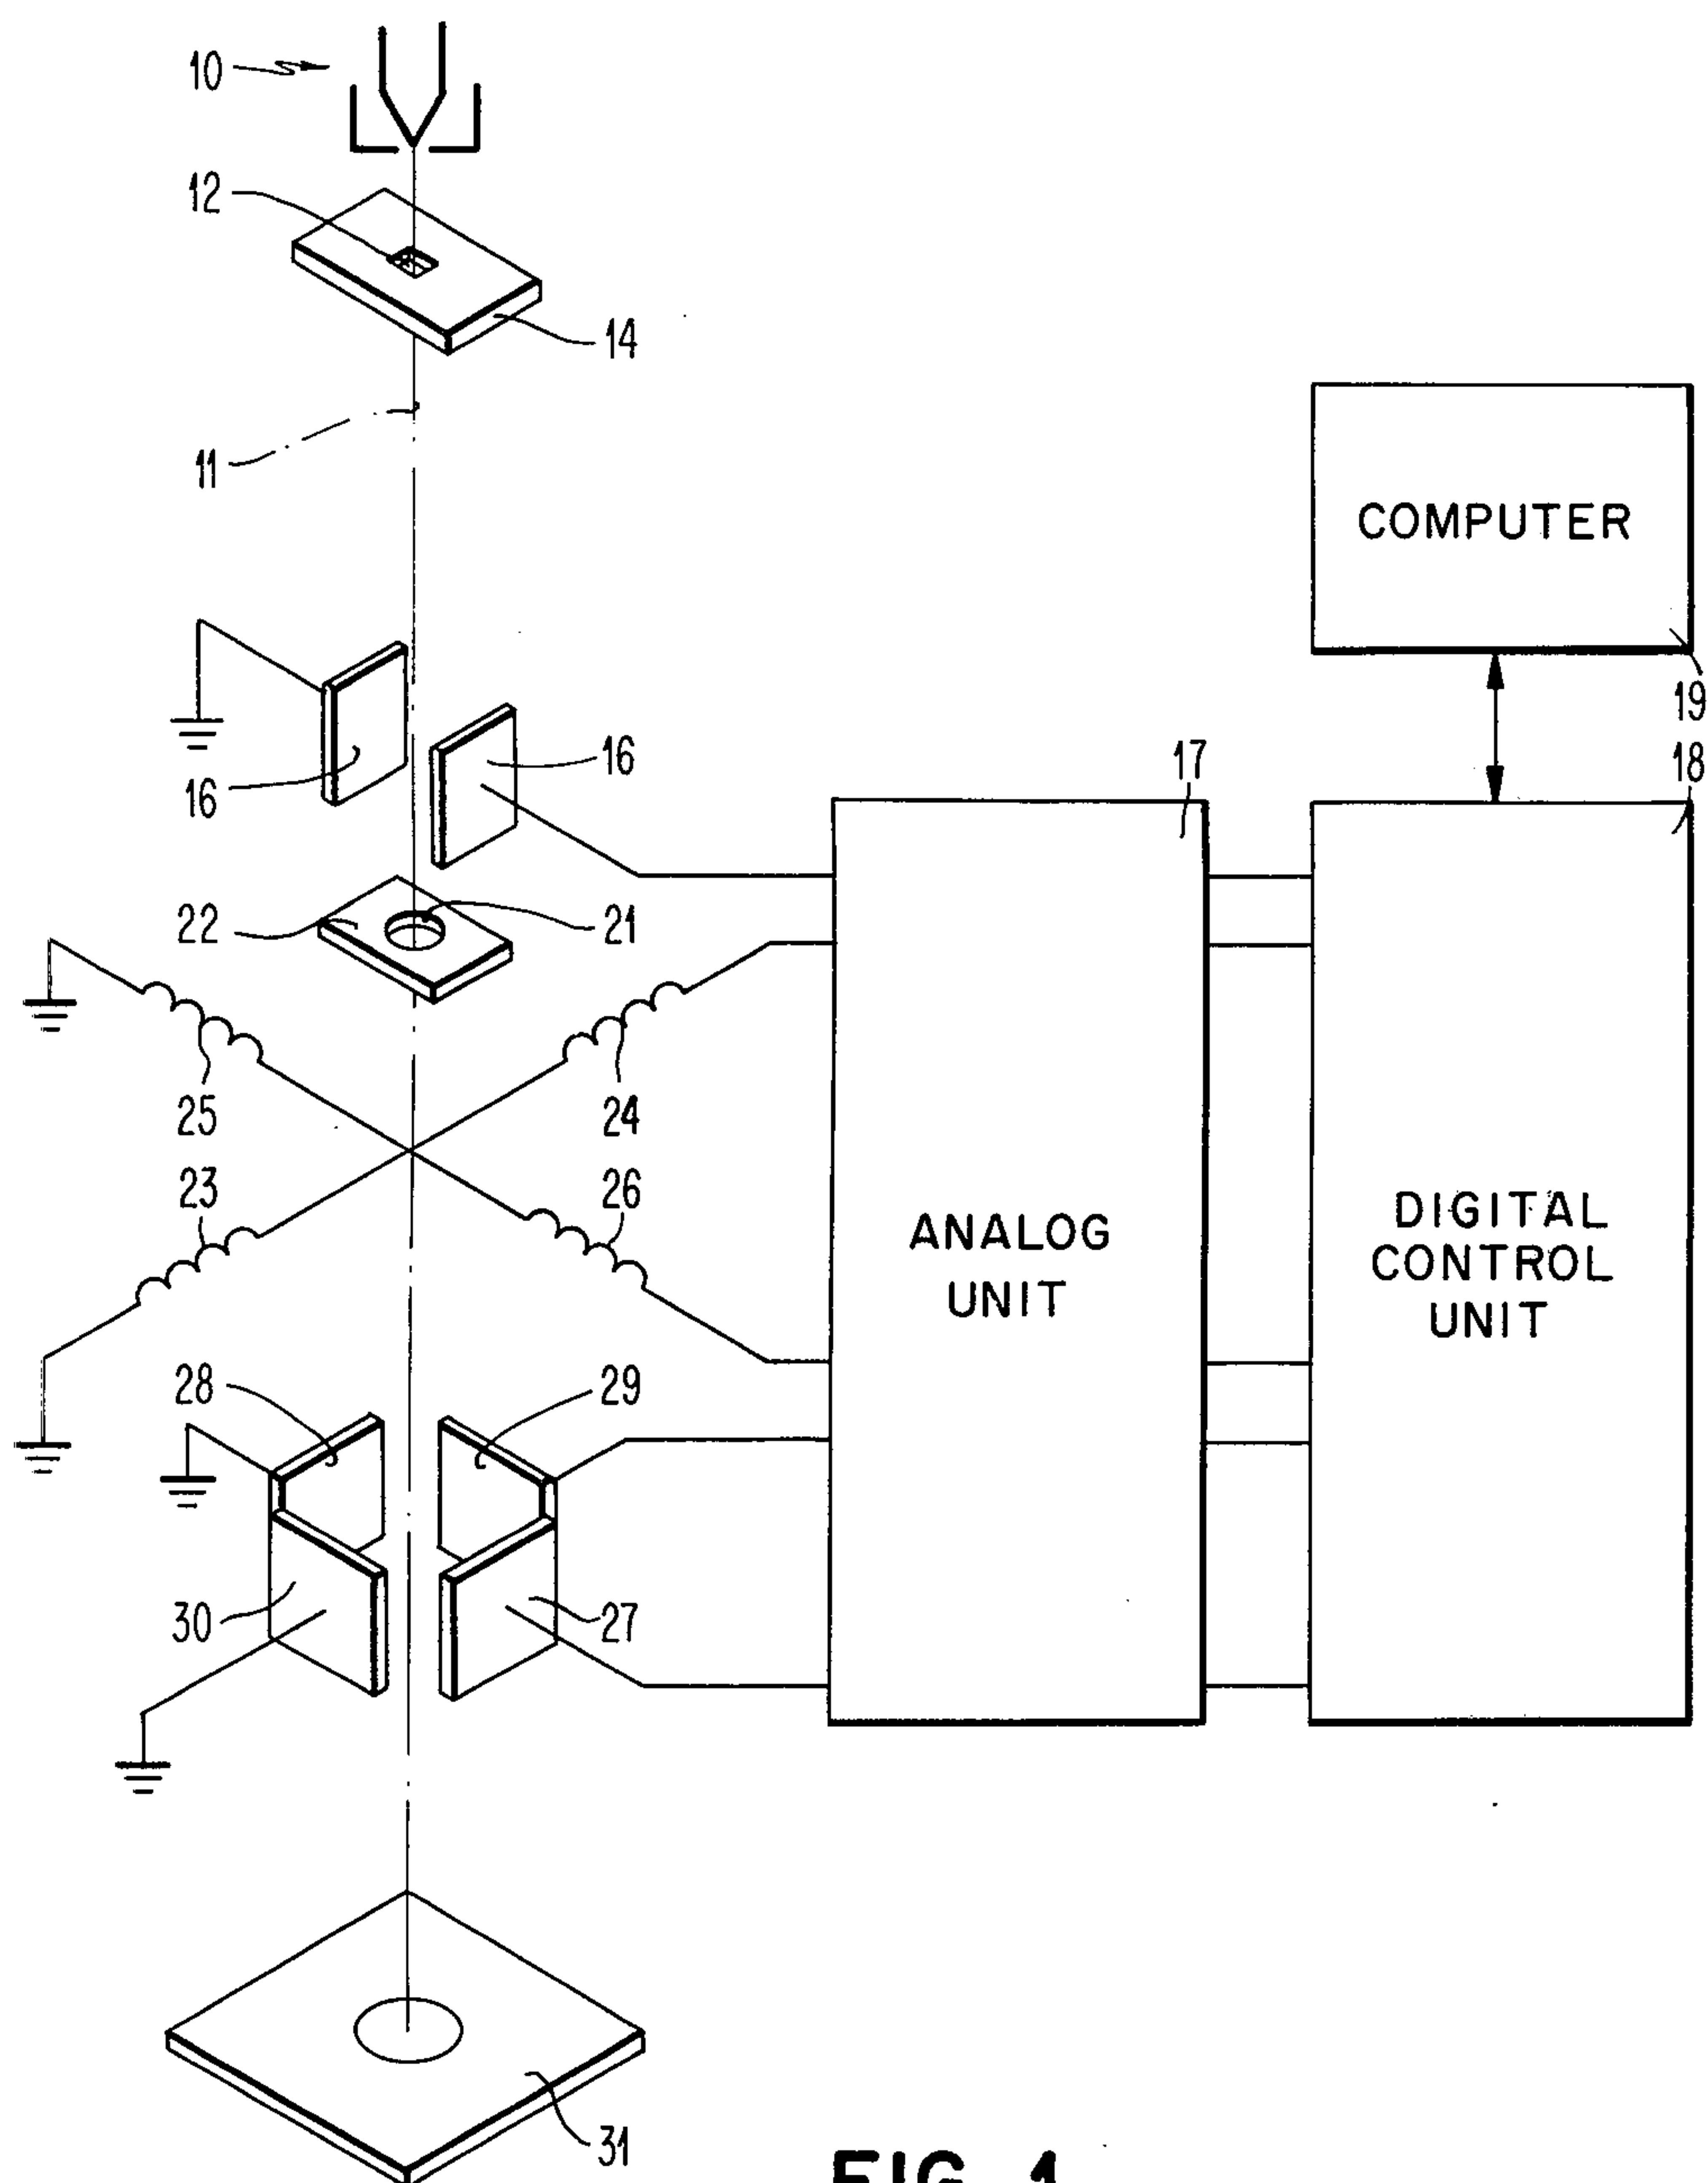 10
12
14
11
COMPUTER
19
16
16
17
18
22
21
25
24
23
26
ANALOG
UNIT
DIGITAL
CONTROL
UNIT
28
29
30
27
31
FIG. 1